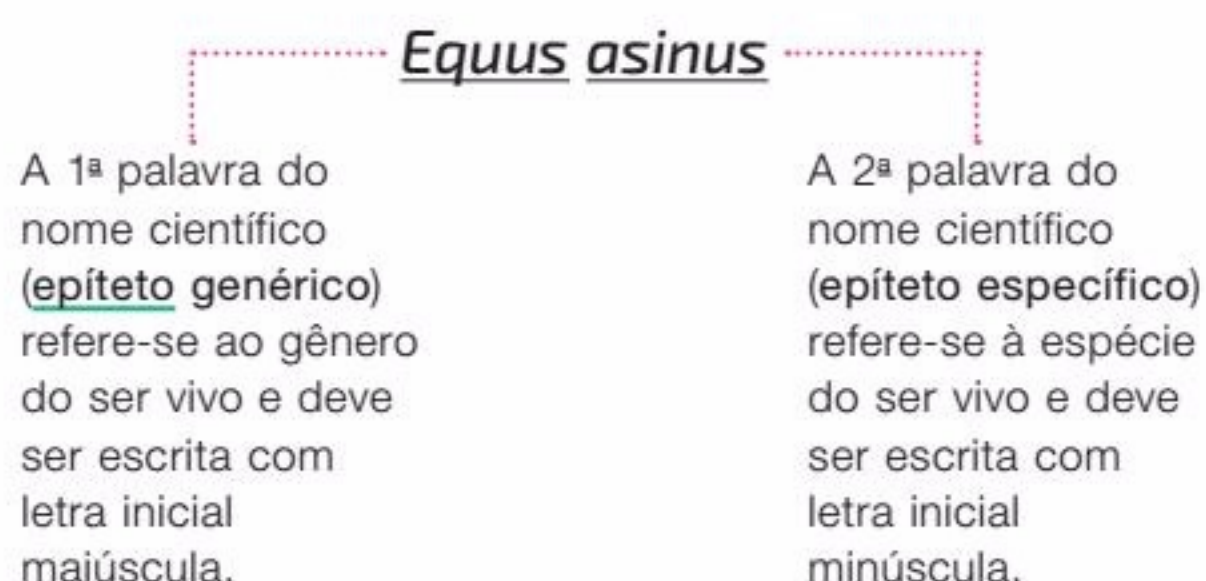 Equus asinus
A 1ª palavra do
nome científico
(epíteto genérico)
refere-se ao gênero
do ser vivo e deve
ser escrita com
letra inicial
maiúscula.
A 2ª palavra do
nome científico
(epíteto específico)
refere-se à espécie
do ser vivo e deve
ser escrita com
letra inicial
minúscula.